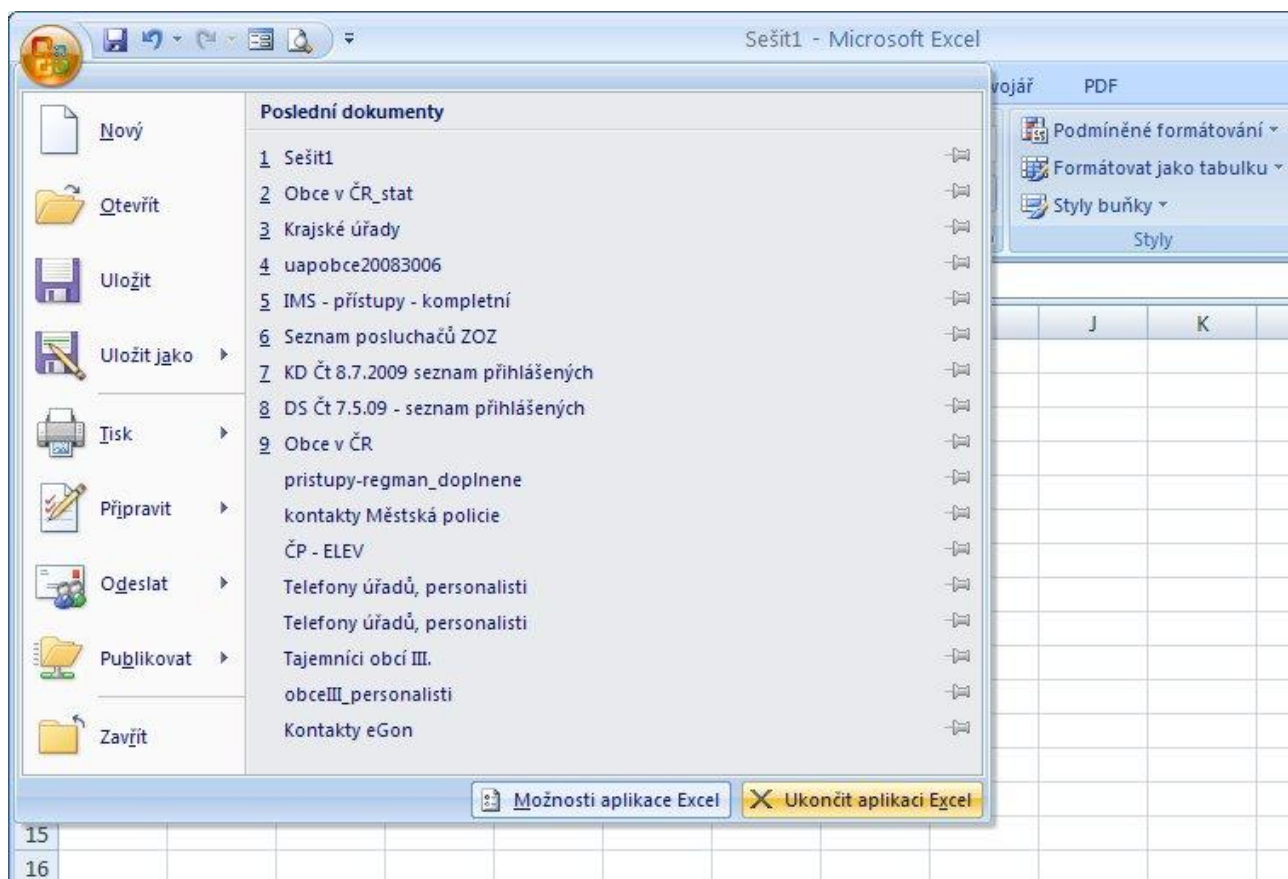 Sešit1 - Microsoft Excel
vojář PDF
Podmíněné formátování
Formátovat jako tabulku
Styly buňky
Styly
J K
Nový
Otevřít
Uložit
Uložit jako
Tisk
Připravit
Odeslat
Publikovat
Zavřít
Poslední dokumenty
1 Sešit1
2 Obce v ČR_stat
3 Krajské úřady
4 uapobce20083006
5 IMS - přístupy - kompletní
6 Seznam posluchačů ZOZ
7 KD Čt 8.7.2009 seznam přihlášených
8 DS Čt 7.5.09 - seznam přihlášených
9 Obce v ČR
pristupy-regman_doplnene
kontakty Městská policie
ČP - ELEV
Telefony úřadů, personalisti
Telefony úřadů, personalisti
Tajemníci obcí III.
obceIII_personalisti
Kontakty eGon
Možnosti aplikace Excel
Ukončit aplikaci Excel
15
16